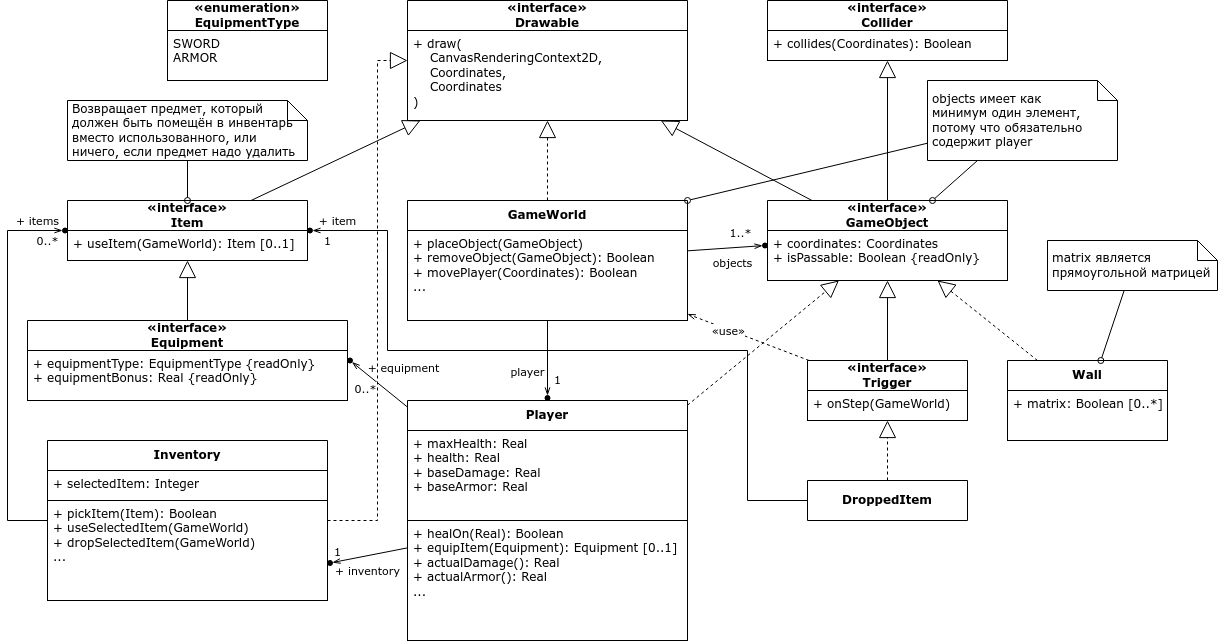 «enumeration»
EquipmentType
SWORD
ARMOR
«interface»
Drawable
+ draw(
CanvasRenderingContext2D,
Coordinates,
Coordinates
)
«interface»
Collider
+ collides(Coordinates): Boolean
Возвращает предмет, который
должен быть помещён в инвентарь
вместо использованного, или
ничего, если предмет надо удалить
objects имеет как
минимум один элемент,
потому что обязательно
содержит player
+ items
0..*
«interface»
Item
+ useItem(GameWorld): Item [0..1]
+ item
1
GameWorld
+ placeObject(GameObject)
+ removeObject(GameObject): Boolean
+ movePlayer(Coordinates): Boolean
...
1..*
objects
«interface»
GameObject
+ coordinates: Coordinates
+ isPassable: Boolean {readOnly}
matrix является
прямоугольной матрицей
«interface»
Equipment
+ equipmentType: EquipmentType {readOnly}
+ equipmentBonus: Real {readOnly}
+ equipment
0..*
player
1
«use»
«interface»
Trigger
+ onStep(GameWorld)
Wall
+ matrix: Boolean [0..*]
Inventory
+ selectedItem: Integer
+ pickItem(Item): Boolean
+ useSelectedItem(GameWorld)
+ dropSelectedItem(GameWorld)
...
1
+ inventory
Player
+ maxHealth: Real
+ health: Real
+ baseDamage: Real
+ baseArmor: Real
+ healOn(Real): Boolean
+ equipItem(Equipment): Equipment [0..1]
+ actualDamage(): Real
+ actualArmor(): Real
...
DroppedItem